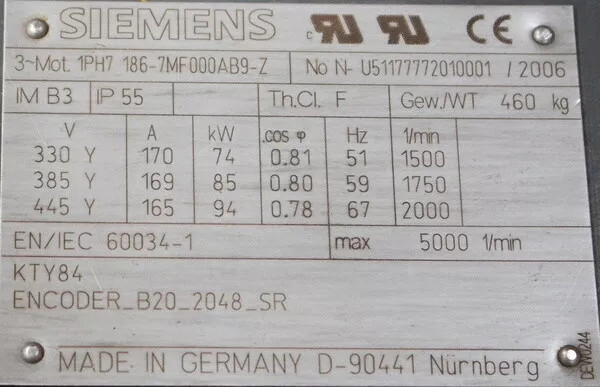 SIEMENS c UR UR CE
3~Mot. 1PH7 186-7MF000AB9-Z No N- U51177772010001 / 2006
IM B3 IP 55 Th.Cl. F Gew./WT 460 kg
V A kW cos φ Hz 1/min
330 Y 170 74 0.81 51 1500
385 Y 169 85 0.80 59 1750
445 Y 165 94 0.78 67 2000
EN/IEC 60034-1 max 5000 1/min
KTY84
ENCODER_B20_2048_SR
MADE IN GERMANY D-90441 Nürnberg
DEW0244